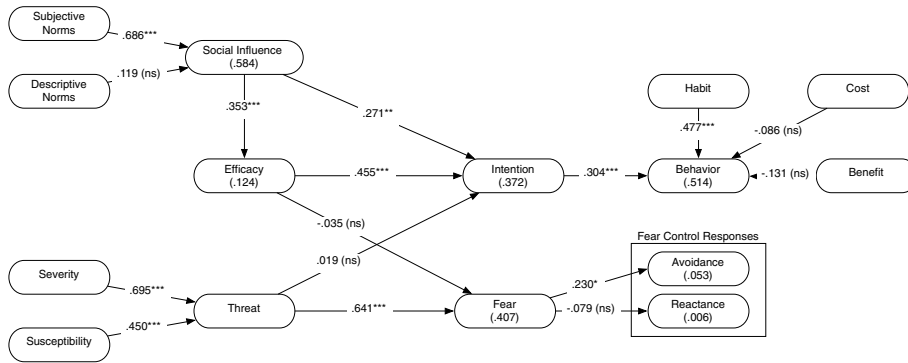 Subjective
Norms
.686***
Social Influence
(.584)
.119 (ns)
Descriptive
Norms
.353***
.271**
Habit
Cost
.477***
-.086 (ns)
Efficacy
(.124)
.455***
Intention
(.372)
.304***
Behavior
(.514)
-.131 (ns)
Benefit
-.035 (ns)
.019 (ns)
Fear Control Responses
Severity
Avoidance
(.053)
.695***
.230*
Threat
.641***
Fear
(.407)
-.079 (ns)
Reactance
(.006)
.450***
Susceptibility